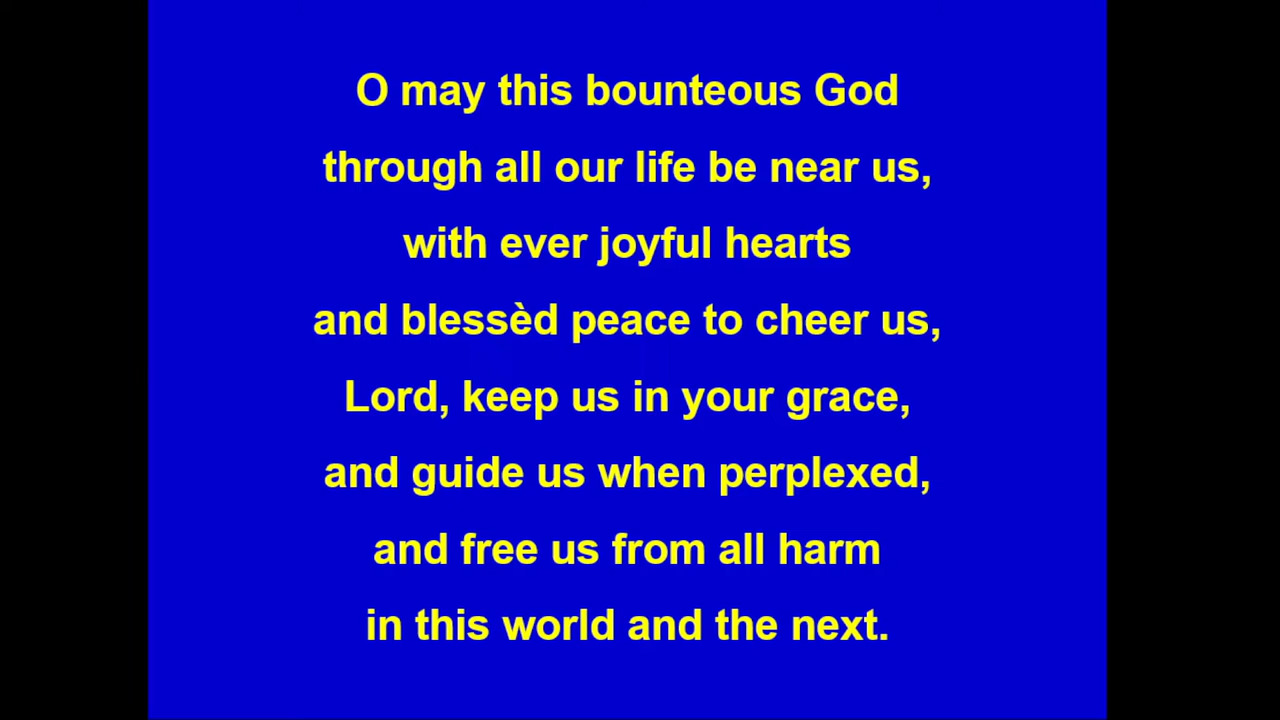 O may this bounteous God
through all our life be near us,
with ever joyful hearts
and blessèd peace to cheer us,
Lord, keep us in your grace,
and guide us when perplexed,
and free us from all harm
in this world and the next.